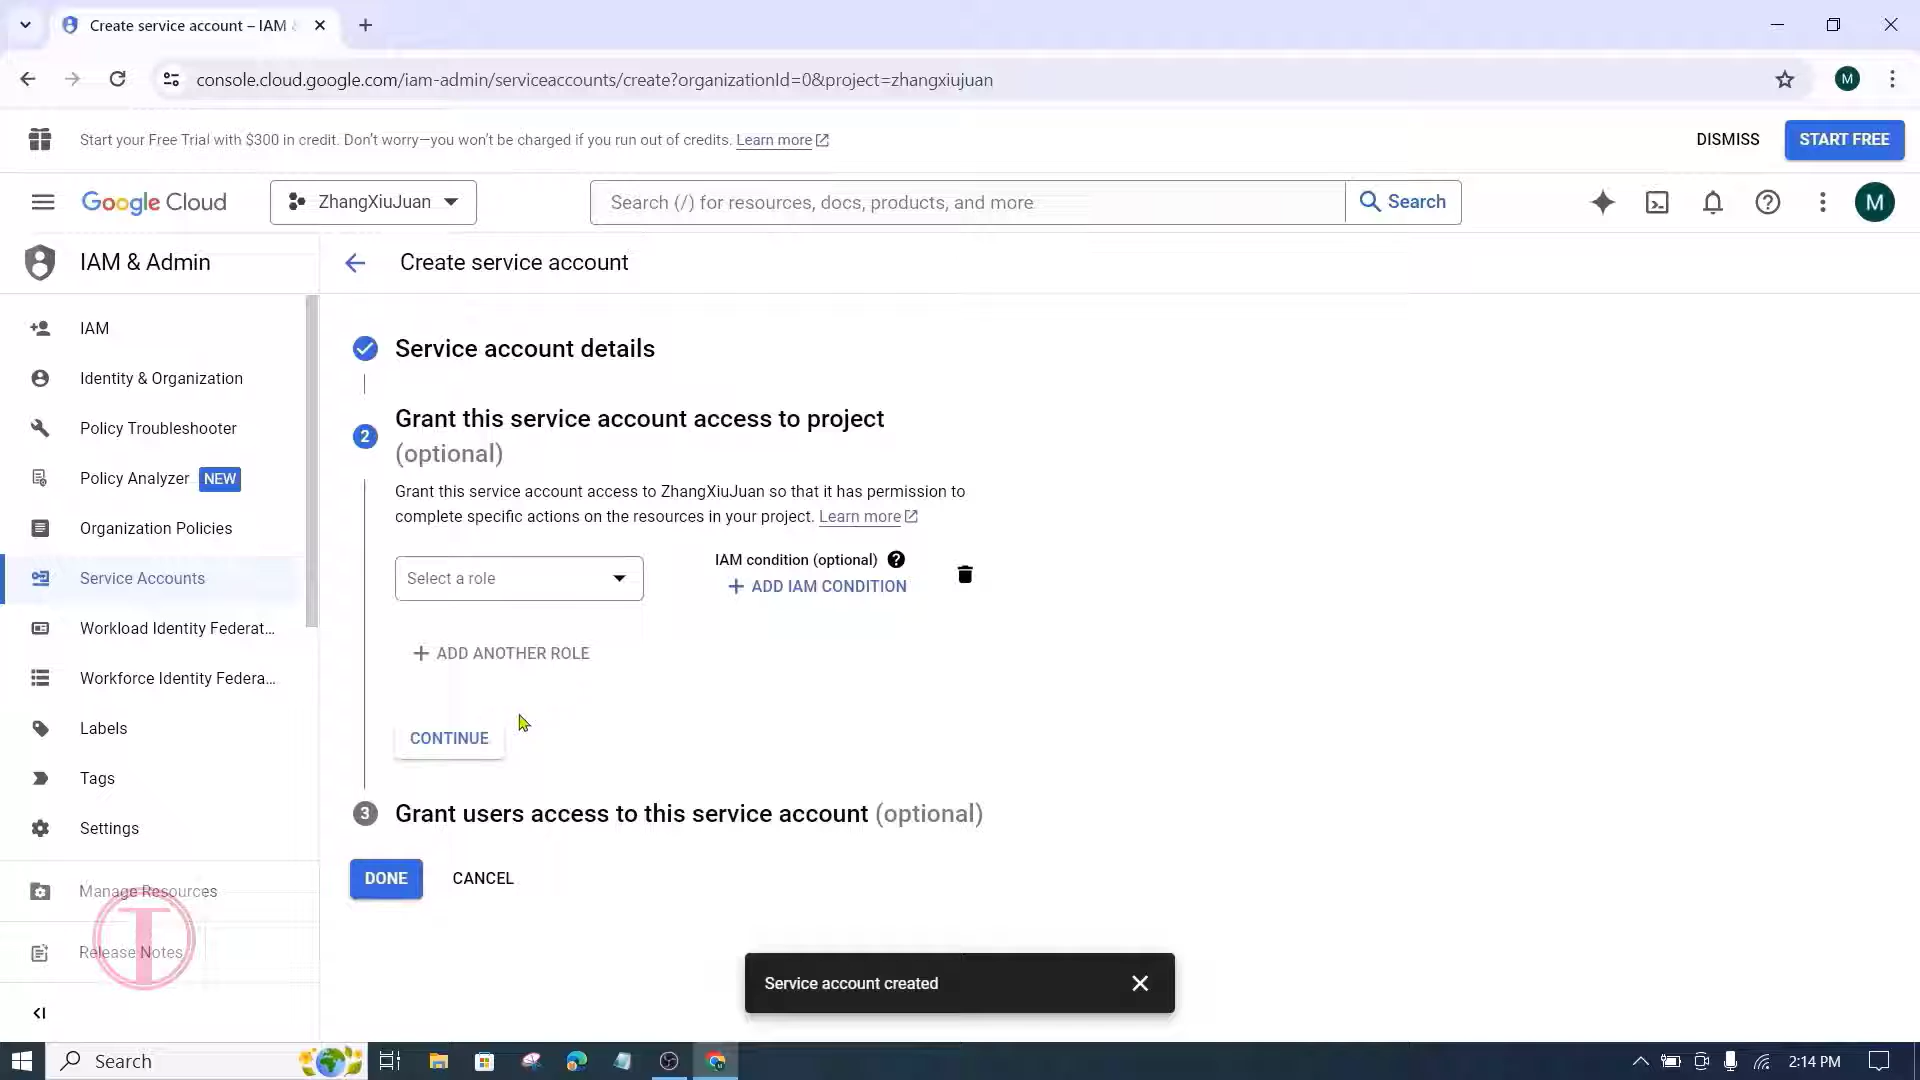 Create service account – IAM &
console.cloud.google.com/iam-admin/serviceaccounts/create?organizationId=0&project=zhangxiujuan
M
Start your Free Trial with $300 in credit. Don't worry—you won't be charged if you run out of credits. Learn more
DISMISS
START FREE
Google Cloud
ZhangXiuJuan
Search (/) for resources, docs, products, and more
Search
M
IAM & Admin
Create service account
IAM
Identity & Organization
Policy Troubleshooter
Policy Analyzer NEW
Organization Policies
Service Accounts
Workload Identity Federat...
Workforce Identity Federa...
Labels
Tags
Settings
Manage Resources
Release Notes
Service account details
2
Grant this service account access to project
(optional)
Grant this service account access to ZhangXiuJuan so that it has permission to
complete specific actions on the resources in your project. Learn more
Select a role
IAM condition (optional)
+ ADD IAM CONDITION
+ ADD ANOTHER ROLE
CONTINUE
3
Grant users access to this service account (optional)
DONE
CANCEL
Service account created
T
Search
2:14 PM